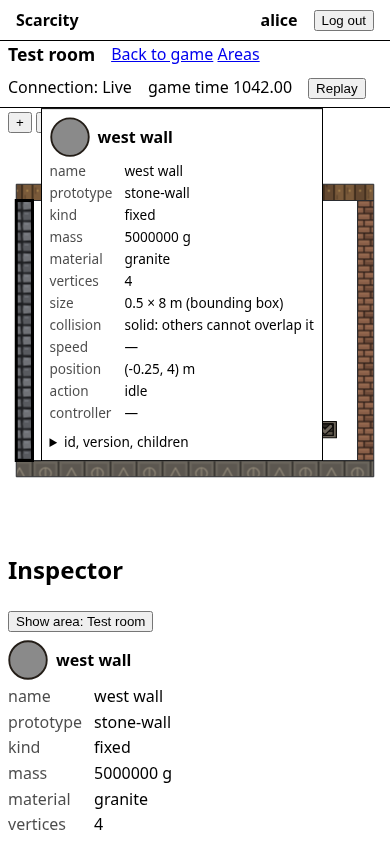 Scarcity alice Log out
Test room Back to game Areas
Connection: Live game time 1042.00 Replay
+
west wall
name west wall
prototype stone-wall
kind fixed
mass 5000000 g
material granite
vertices 4
size 0.5 × 8 m (bounding box)
collision solid: others cannot overlap it
speed —
position (-0.25, 4) m
action idle
controller —
▶ id, version, children
Inspector
Show area: Test room
west wall
name west wall
prototype stone-wall
kind fixed
mass 5000000 g
material granite
vertices 4